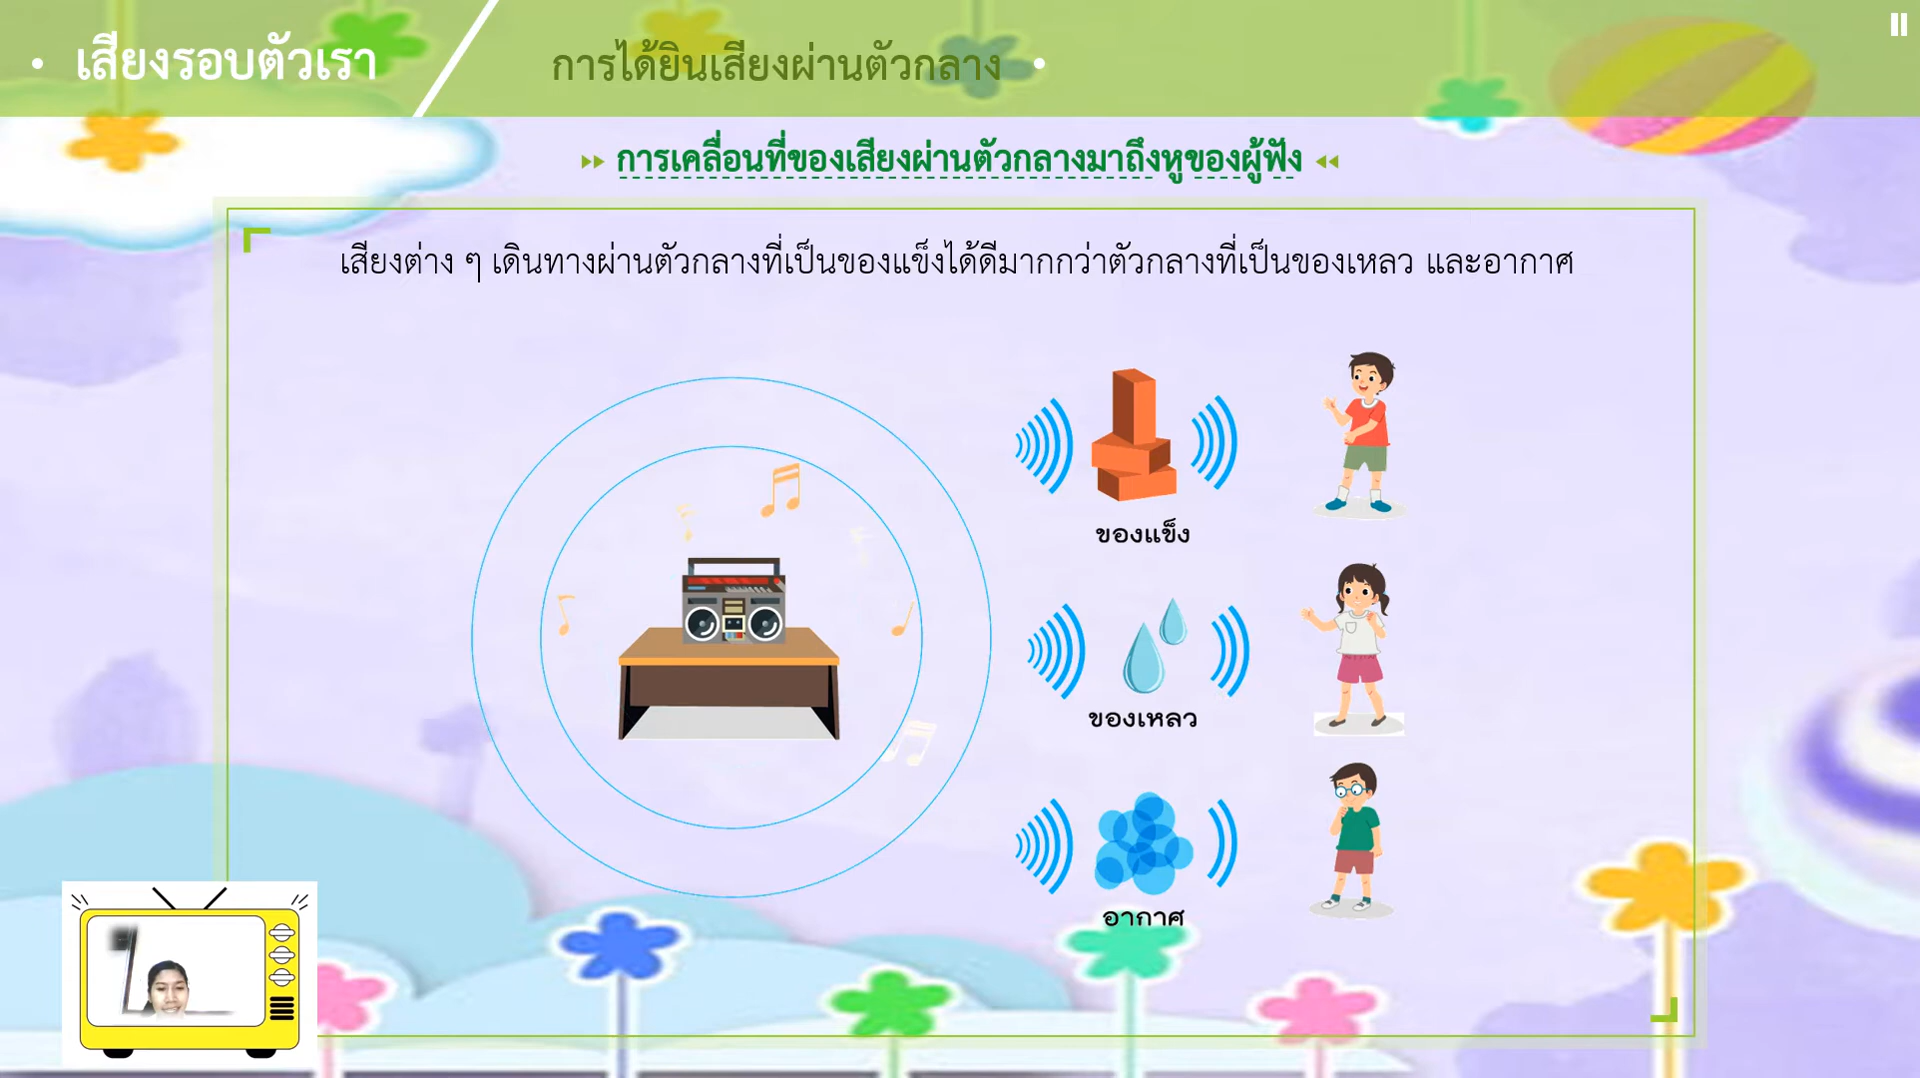 • เสียงรอบตัวเรา
การได้ยินเสียงผ่านตัวกลาง •
การเคลื่อนที่ของเสียงผ่านตัวกลางมาถึงหูของผู้ฟัง
เสียงต่าง ๆ เดินทางผ่านตัวกลางที่เป็นของแข็งได้ดีมากกว่าตัวกลางที่เป็นของเหลว และอากาศ
ของแข็ง
ของเหลว
อากาศ